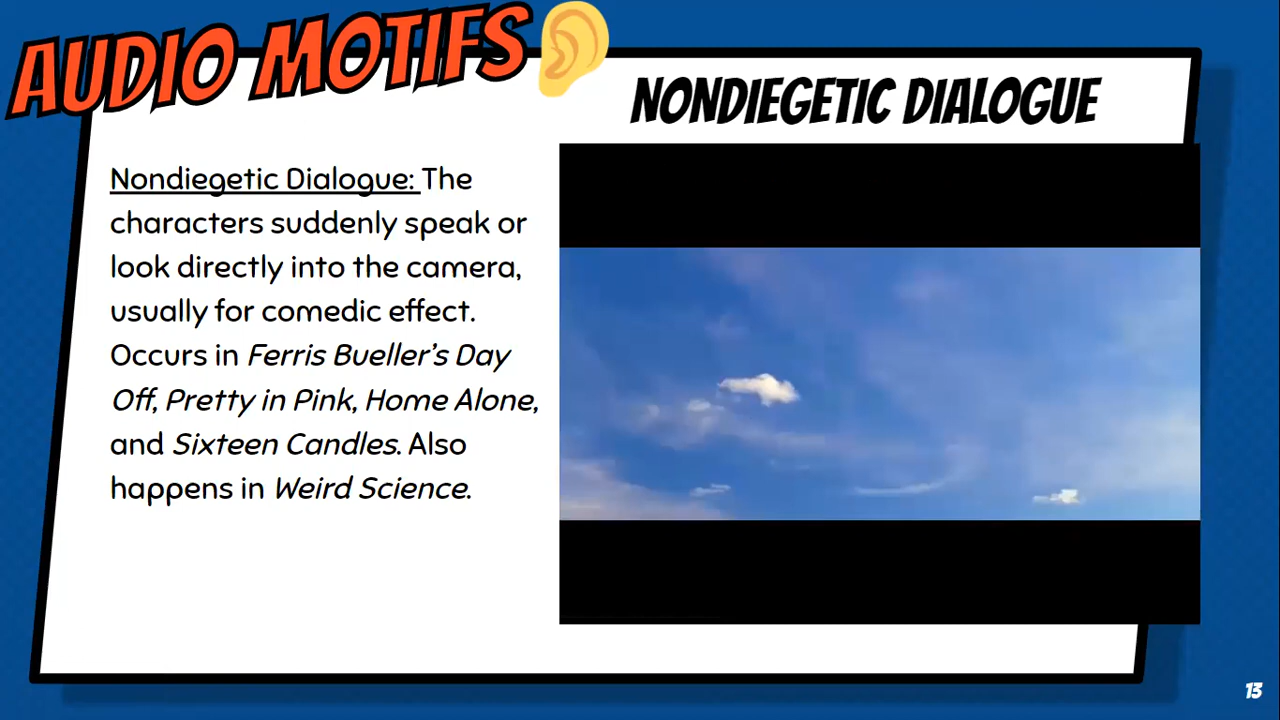 AUDIO MOTIFS
NONDIEGETIC DIALOGUE
Nondiegetic Dialogue: The
characters suddenly speak or
look directly into the camera,
usually for comedic effect.
Occurs in Ferris Bueller’s Day
Off, Pretty in Pink, Home Alone,
and Sixteen Candles. Also
happens in Weird Science.
13